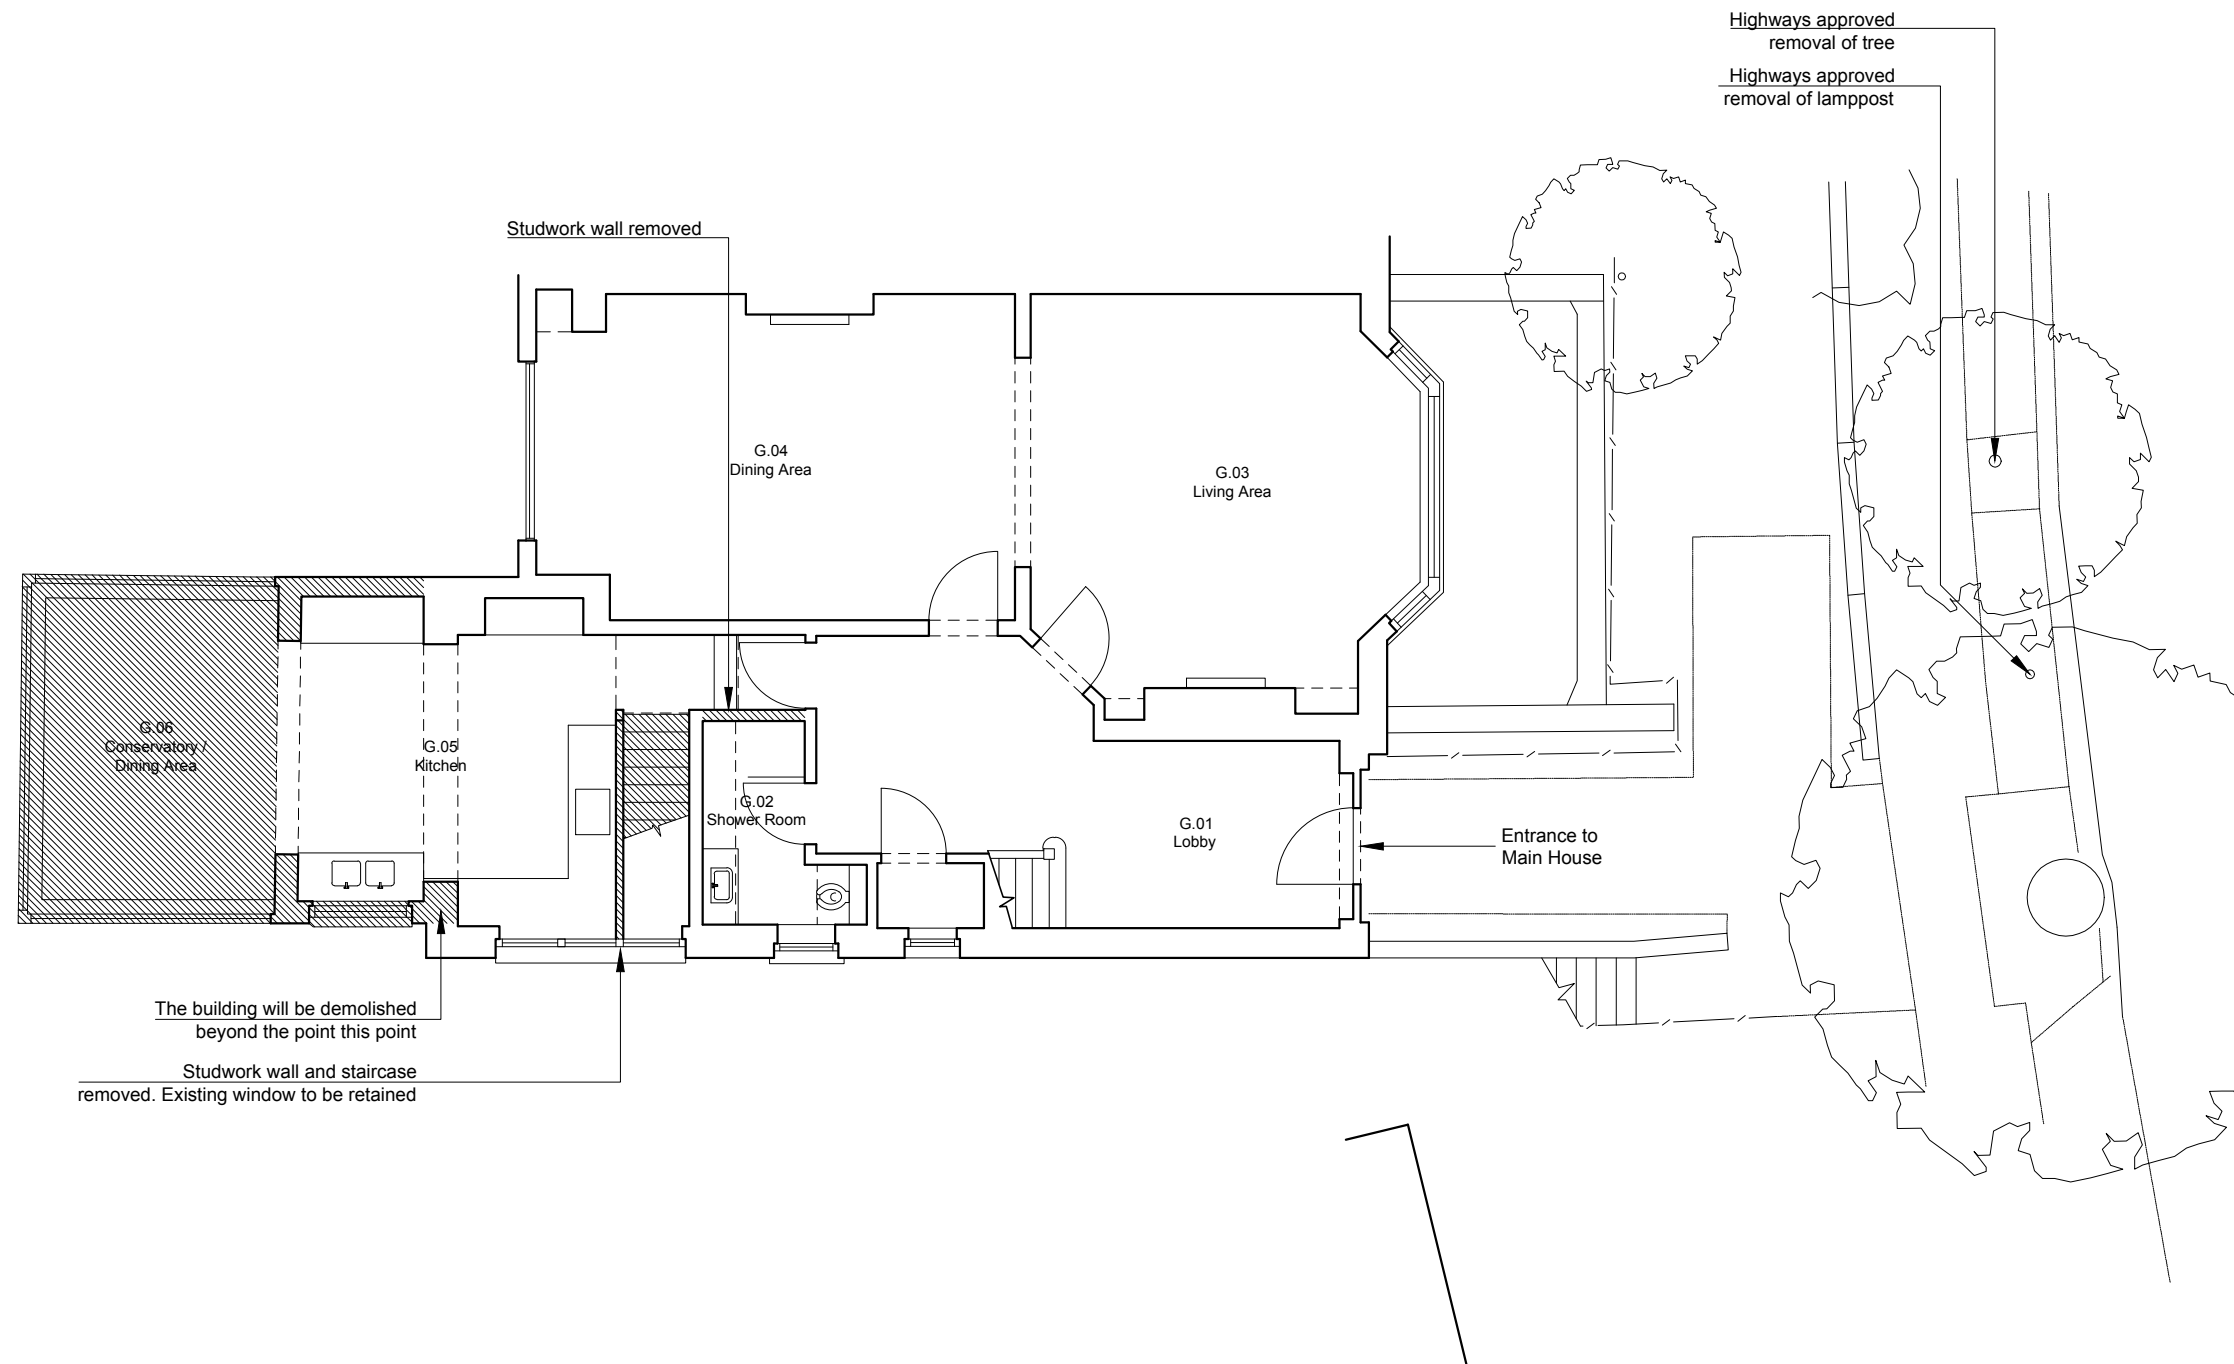 Highways approved
removal of tree
Highways approved
removal of lamppost
Studwork wall removed
G.04
Dining Area
G.03
Living Area
G.06
Conservatory /
Dining Area
G.05
Kitchen
G.02
Shower Room
G.01
Lobby
Entrance to
Main House
The building will be demolished
beyond the point this point
Studwork wall and staircase
removed. Existing window to be retained